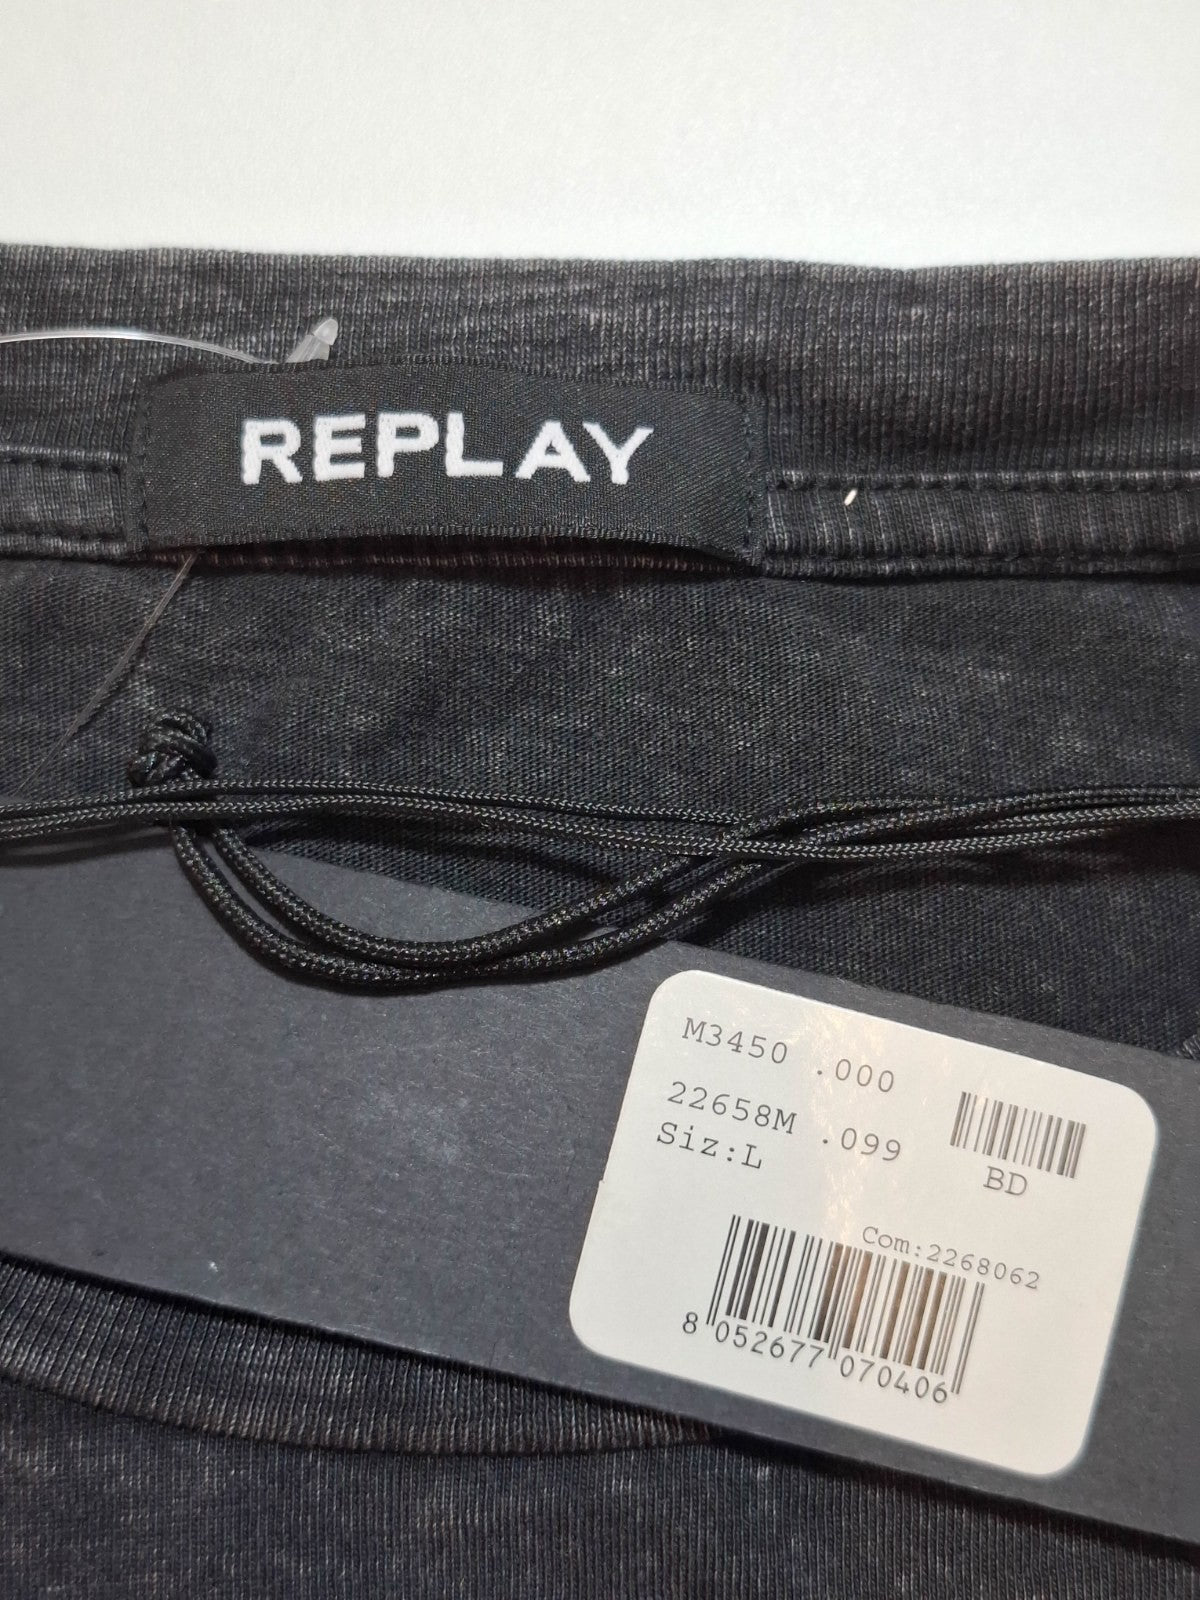 REPLAY
M3450 .000
22658M .099
Siz:L
BD
Com:2268062
8 052677 070406